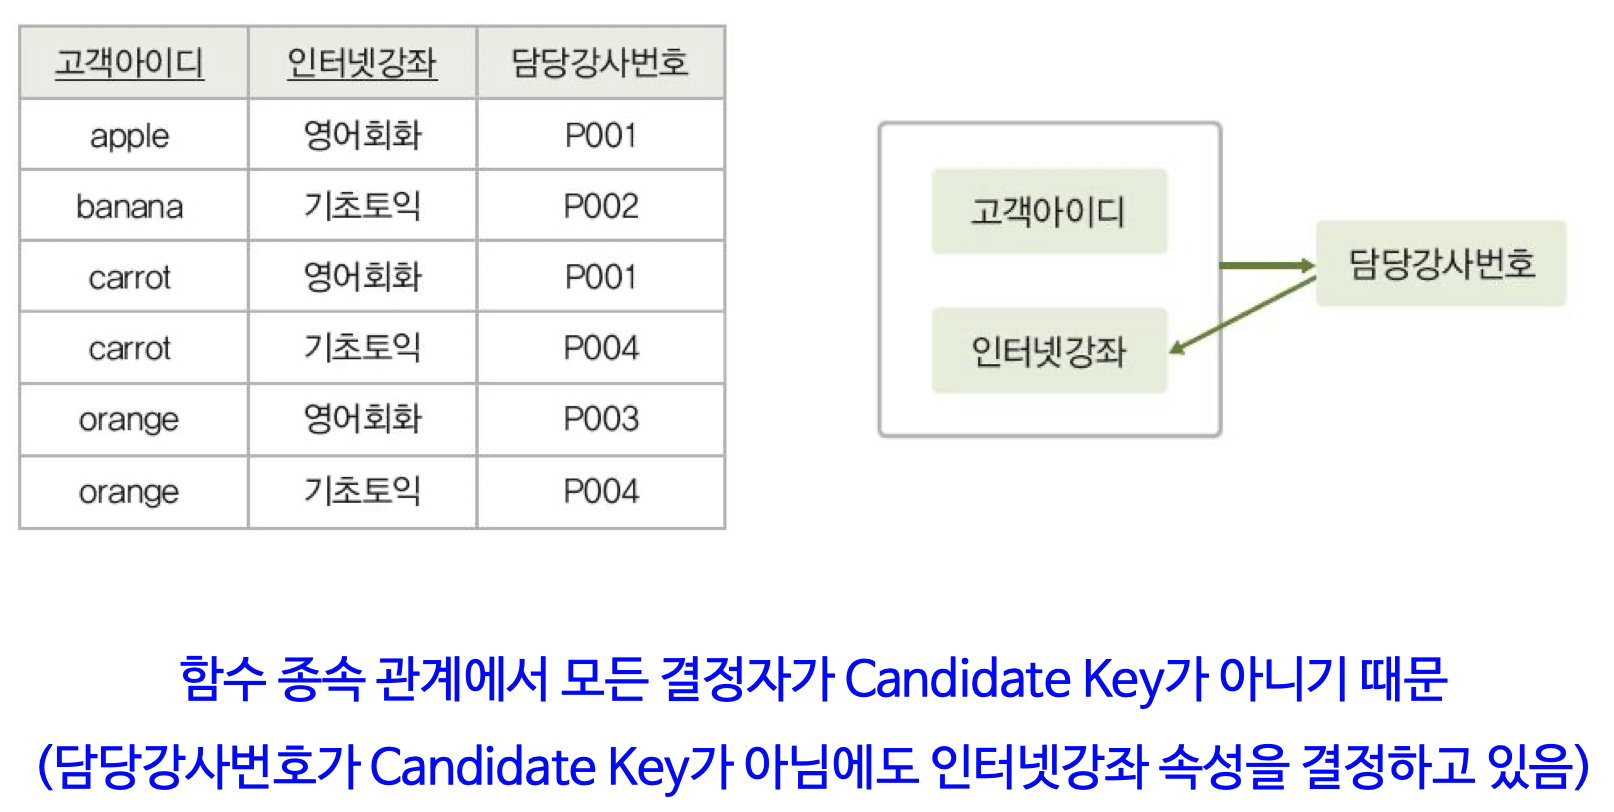 고객아이디 인터넷강좌 담당강사번호
apple 영어회화 P001
banana 기초토익 P002
carrot 영어회화 P001
carrot 기초토익 P004
orange 영어회화 P003
orange 기초토익 P004
고객아이디
인터넷강좌
담당강사번호
함수 종속 관계에서 모든 결정자가 Candidate Key가 아니기 때문
(담당강사번호가 Candidate Key가 아님에도 인터넷강좌 속성을 결정하고 있음)